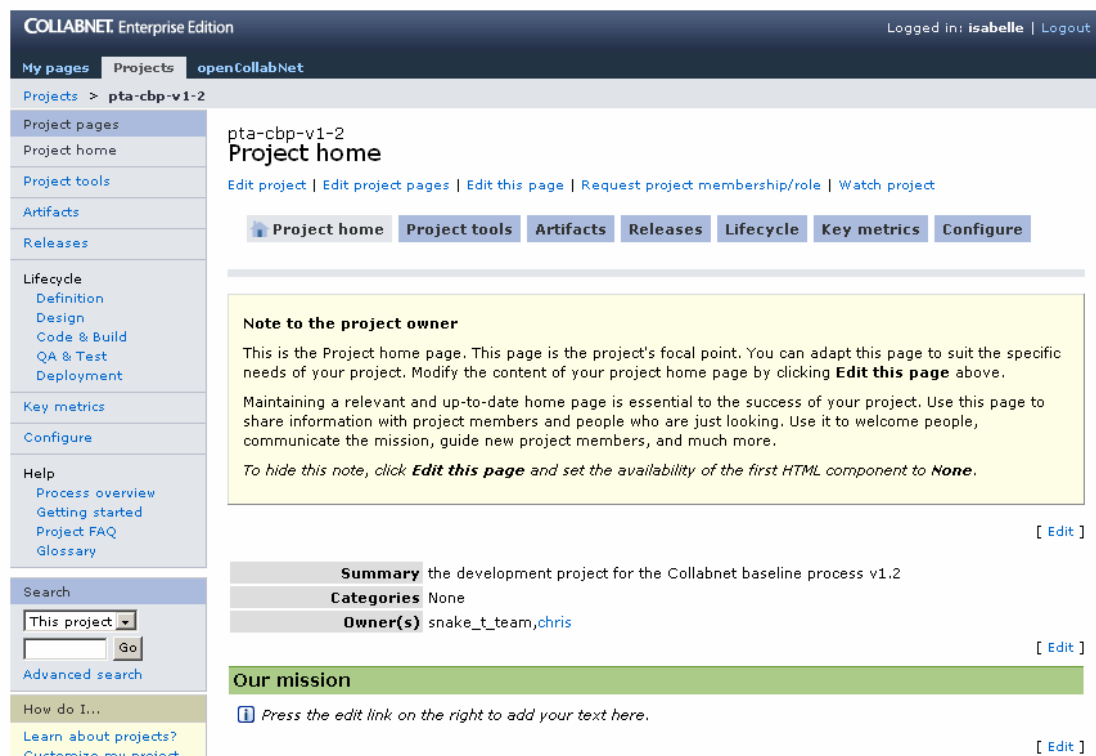 COLLABNET. Enterprise Edition
Logged in: isabelle | Logout
My pages Projects openCollabNet
Projects > pta-cbp-v1-2
Project pages
Project home
Project tools
Artifacts
Releases
Lifecycle
Definition
Design
Code & Build
QA & Test
Deployment
Key metrics
Configure
Help
Process overview
Getting started
Project FAQ
Glossary
Search
This project
Go
Advanced search
How do I...
Learn about projects?
Customize my project
pta-cbp-v1-2
Project home
Edit project | Edit project pages | Edit this page | Request project membership/role | Watch project
Project home Project tools Artifacts Releases Lifecycle Key metrics Configure
Note to the project owner
This is the Project home page. This page is the project's focal point. You can adapt this page to suit the specific
needs of your project. Modify the content of your project home page by clicking Edit this page above.
Maintaining a relevant and up-to-date home page is essential to the success of your project. Use this page to
share information with project members and people who are just looking. Use it to welcome people,
communicate the mission, guide new project members, and much more.
To hide this note, click Edit this page and set the availability of the first HTML component to None.
[ Edit ]
Summary the development project for the Collabnet baseline process v1.2
Categories None
Owner(s) snake_t_team,chris
[ Edit ]
Our mission
Press the edit link on the right to add your text here.
[ Edit ]